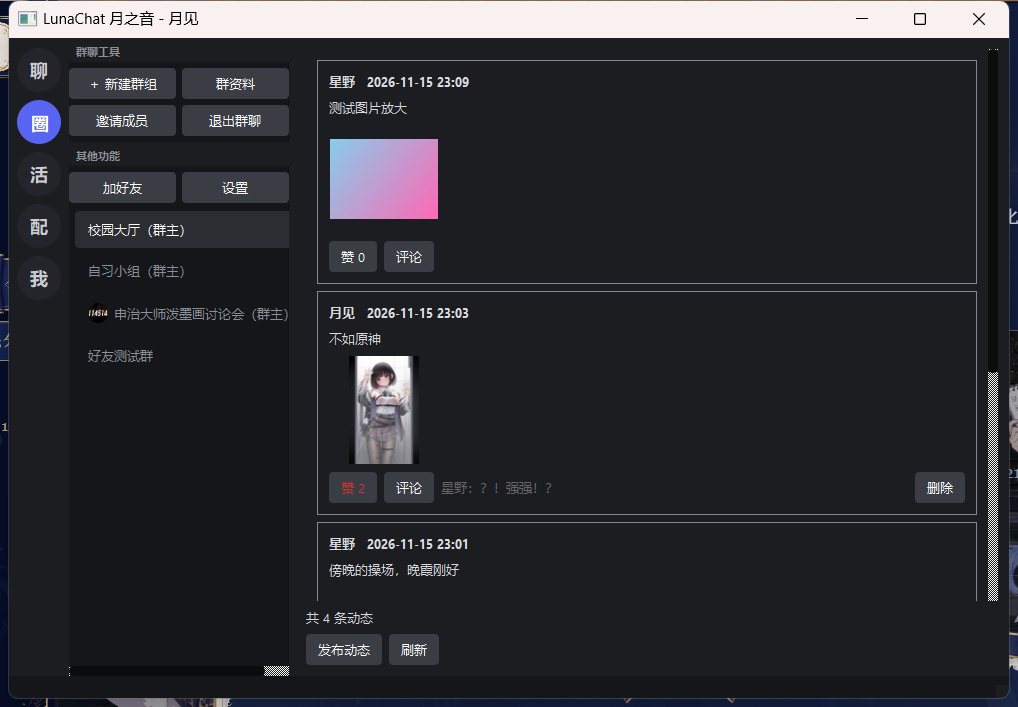 LunaChat 月之音 - 月见
聊
圈
活
配
我
群聊工具
+ 新建群组
群资料
邀请成员
退出群聊
其他功能
加好友
设置
校园大厅（群主）
自习小组（群主）
114514 申治大师泼墨画讨论会（群主）
好友测试群
星野 2026-11-15 23:09
测试图片放大
赞 0
评论
月见 2026-11-15 23:03
不如原神
赞 2
评论
星野：？！强强！？
删除
星野 2026-11-15 23:01
傍晚的操场，晚霞刚好
共 4 条动态
发布动态
刷新